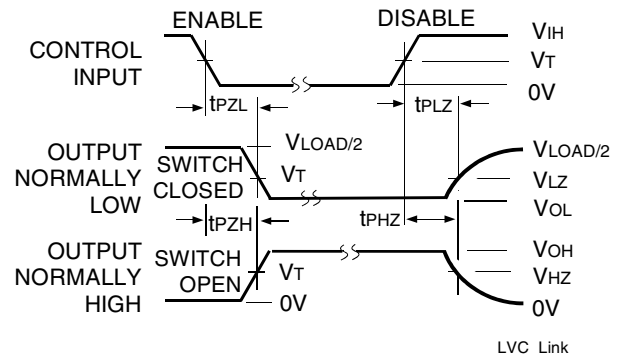 ENABLE DISABLE
CONTROL INPUT
VIH
VT
0V
tPZL
tPLZ
OUTPUT NORMALLY LOW
SWITCH CLOSED
VLOAD/2
VT
VLOAD/2
VLZ
VOL
tPZH
tPHZ
OUTPUT NORMALLY HIGH
SWITCH OPEN
VT
0V
VOH
VHZ
0V
LVC Link